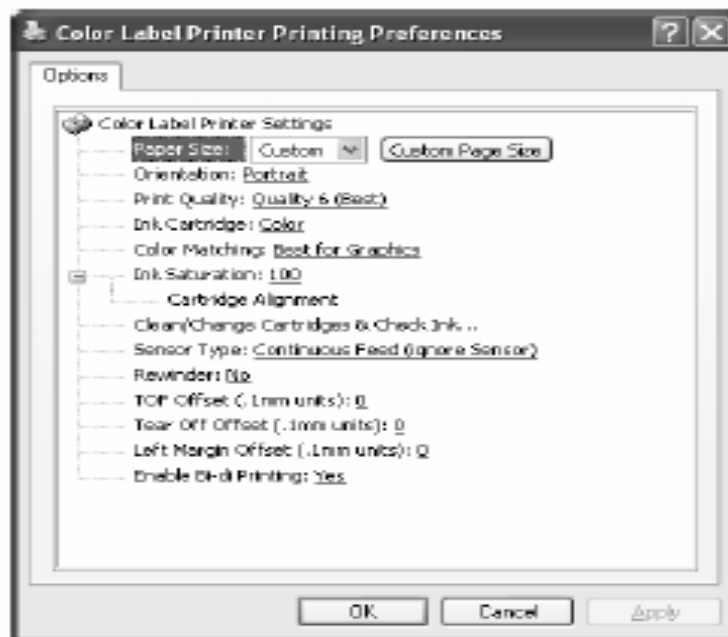 Color Label Printer Printing Preferences
Options
Color Label Printer Settings
Paper Size: Custom Custom Page Size
Orientation: Portrait
Print Quality: Quality 6 (Best)
Ink Cartridge: Color
Color Matching: Best for Graphics
Ink Saturation: 100
Cartridge Alignment
Clean/Change Cartridges & Check Ink...
Sensor Type: Continuous Feed (Ignore Sensor)
Rewinder: No
TOF Offset (.1mm units): 0
Tear Off Offset (.1mm units): 0
Left Margin Offset (.1mm units): 0
Enable Bi-di Printing: Yes
OK Cancel Apply